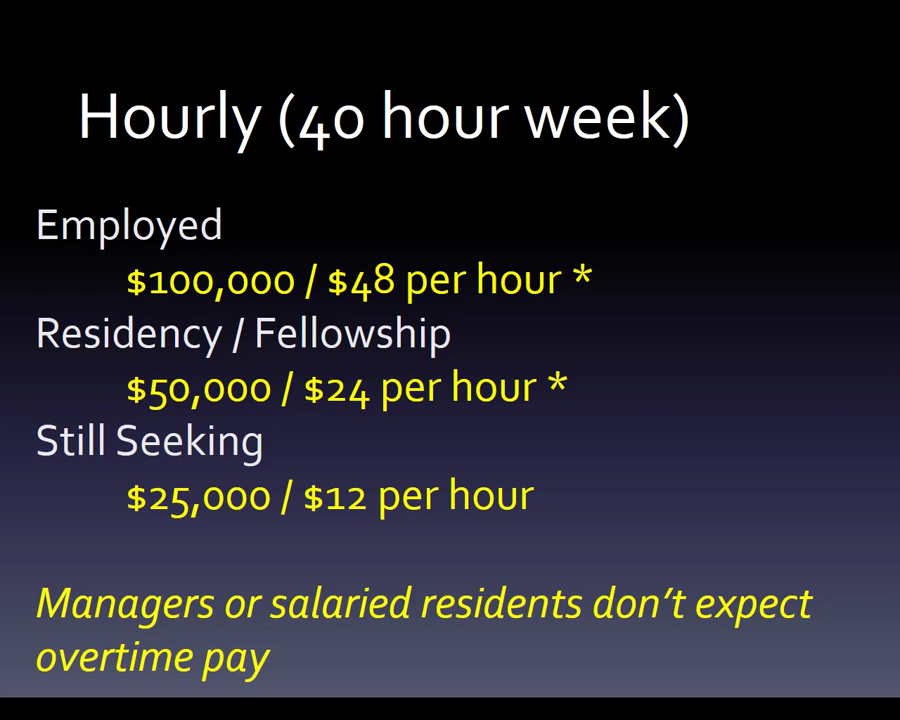 Hourly (40 hour week)
Employed
$100,000 / $48 per hour *
Residency / Fellowship
$50,000 / $24 per hour *
Still Seeking
$25,000 / $12 per hour
Managers or salaried residents don’t expect
overtime pay